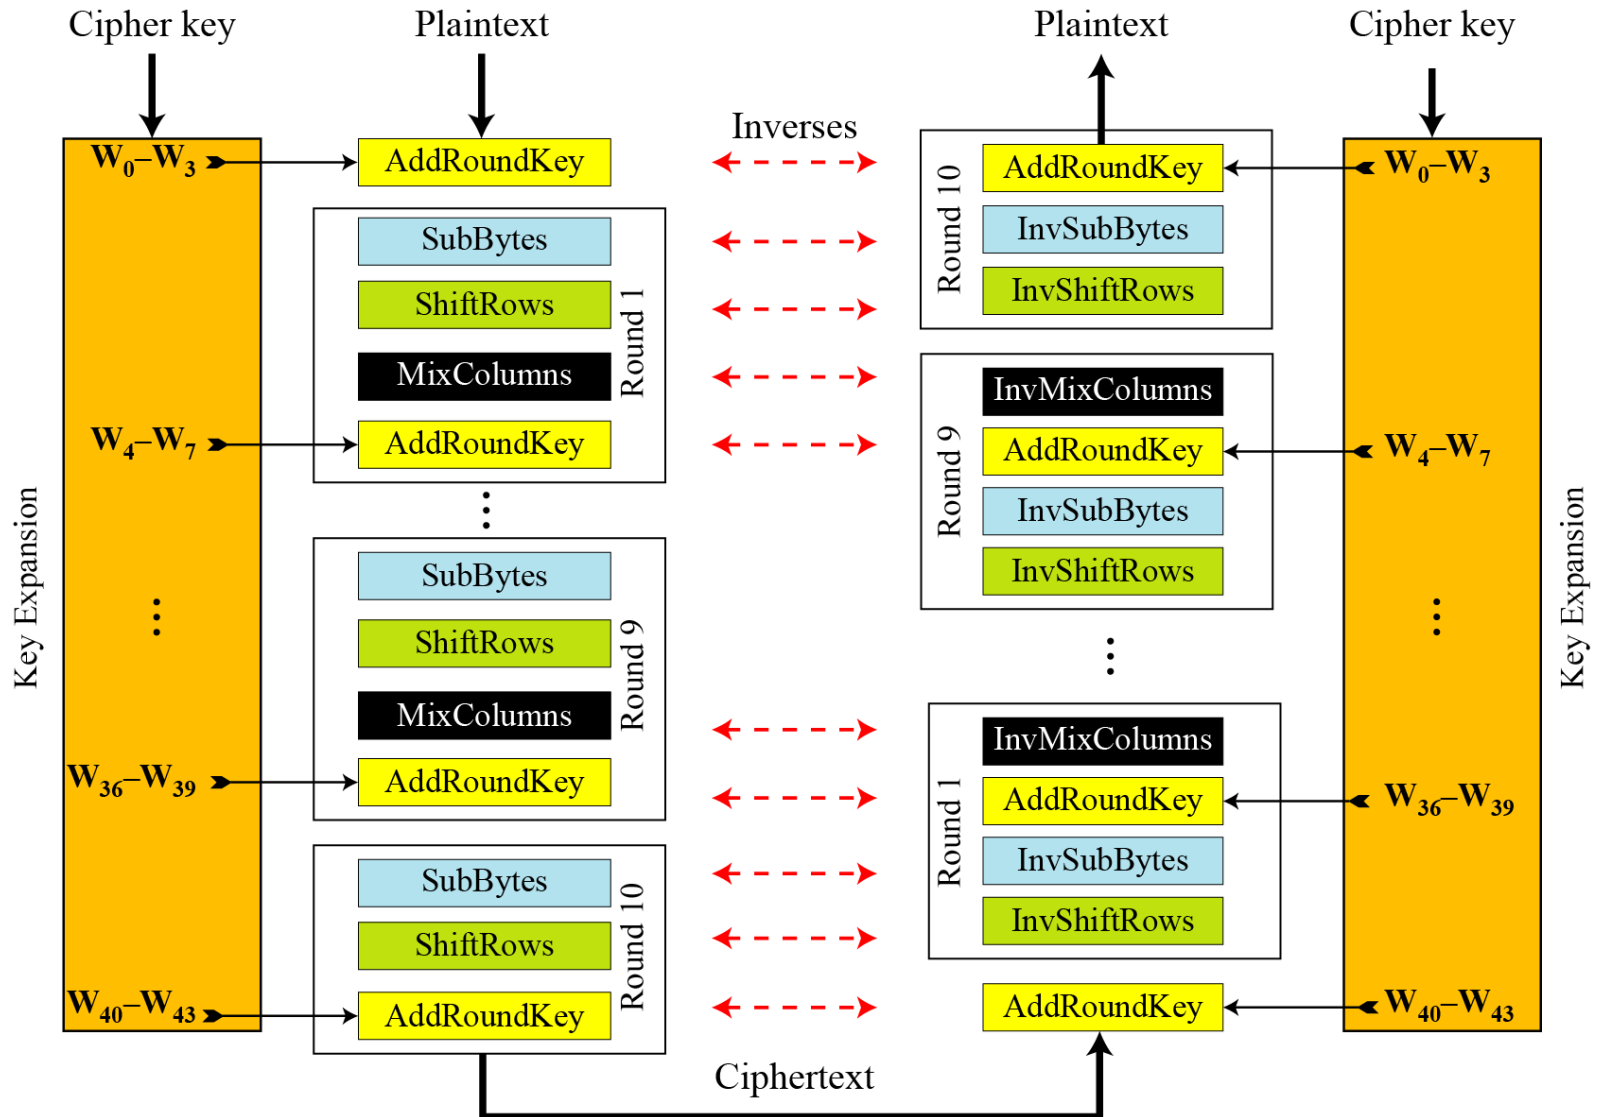 Cipher key
Plaintext
Plaintext
Cipher key
Inverses
W0–W3
AddRoundKey
AddRoundKey
W0–W3
SubBytes
ShiftRows
MixColumns
AddRoundKey
Round 1
W4–W7
InvSubBytes
InvShiftRows
Round 10
InvMixColumns
AddRoundKey
InvSubBytes
InvShiftRows
Round 9
W4–W7
Key Expansion
⋮
⋮
SubBytes
ShiftRows
MixColumns
AddRoundKey
Round 9
W36–W39
⋮
⋮
Key Expansion
InvMixColumns
AddRoundKey
InvSubBytes
InvShiftRows
Round 1
W36–W39
SubBytes
ShiftRows
AddRoundKey
Round 10
W40–W43
AddRoundKey
W40–W43
Ciphertext